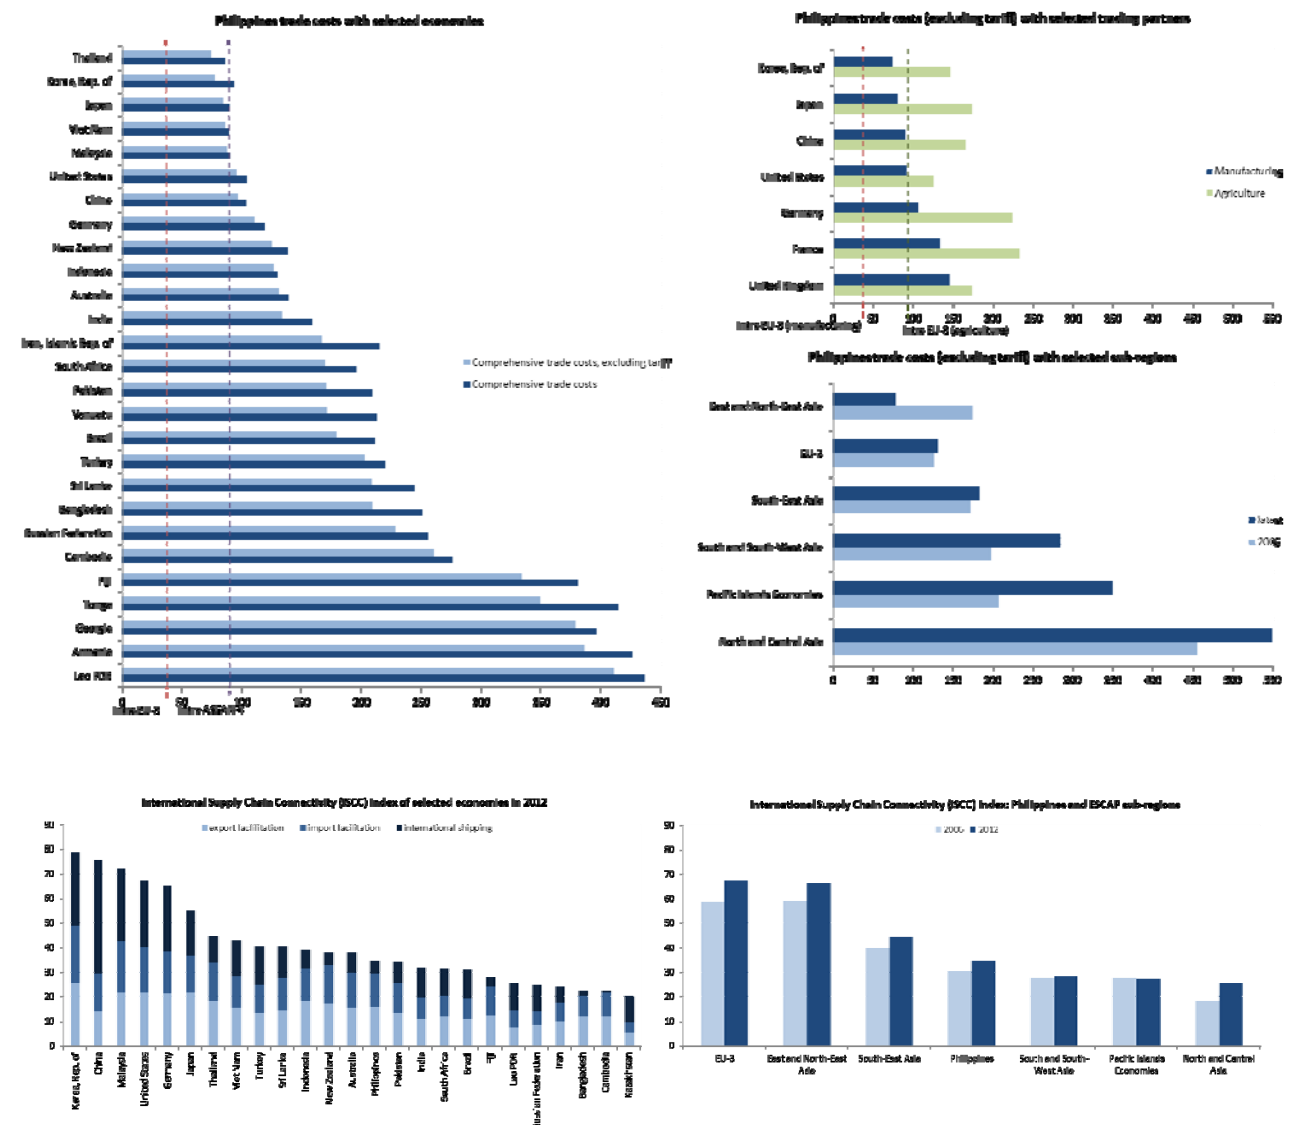 Philippines trade costs with selected economies
Thailand
Korea, Rep. of
Japan
Viet Nam
Malaysia
United States
China
Germany
New Zealand
Indonesia
Australia
India
Iran, Islamic Rep. of
South Africa
Pakistan
Vanuatu
Brazil
Turkey
Sri Lanka
Bangladesh
Russian Federation
Cambodia
Fiji
Tonga
Georgia
Armenia
Lao PDR
Comprehensive trade costs, excluding tariff
Comprehensive trade costs
0 50 100 150 200 250 300 350 400 450
Intra-EU-3 Intra-ASEAN-4
Philippines trade costs (excluding tariff) with selected trading partners
Korea, Rep. of
Japan
China
United States
Germany
France
United Kingdom
Manufacturing
Agriculture
0 50 100 150 200 250 300 350 400 450 500 550
Intra-EU-3 (manufacturing) Intra EU-3 (agriculture)
Philippines trade costs (excluding tariff) with selected sub-regions
East and North-East Asia
EU-3
South-East Asia
South and South-West Asia
Pacific Islands Economies
North and Central Asia
latest
2006
0 50 100 150 200 250 300 350 400 450 500 550
International Supply Chain Connectivity (ISCC) Index of selected economies in 2012
export facilitation import facilitation international shipping
90
80
70
60
50
40
30
20
10
0
Korea, Rep. of
China
Malaysia
United States
Germany
Japan
Thailand
Viet Nam
Turkey
Sri Lanka
Indonesia
New Zealand
Australia
Philippines
Pakistan
India
South Africa
Brazil
Fiji
Lao PDR
Russian Federation
Iran
Bangladesh
Cambodia
Kazakhstan
International Supply Chain Connectivity (ISCC) Index: Philippines and ESCAP sub-regions
2006 2012
90
80
70
60
50
40
30
20
10
0
EU-3
East and North-East
Asia
South-East Asia
Philippines
South and South-
West Asia
Pacific Islands
Economies
North and Central
Asia